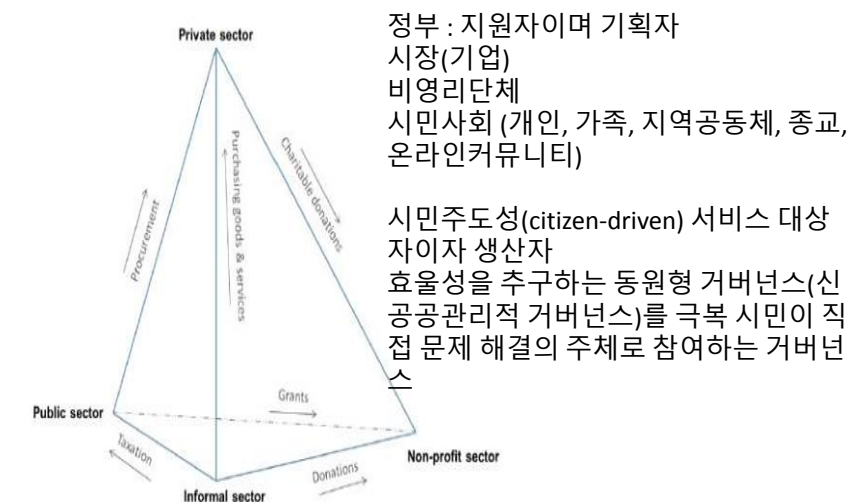 Private sector
Procurement
Purchasing goods & services
Charitable donations
Public sector
Grants
Taxation
Donations
Non-profit sector
Informal sector
정부 : 지원자이며 기획자
시장(기업)
비영리단체
시민사회 (개인, 가족, 지역공동체, 종교,
온라인커뮤니티)
시민주도성(citizen-driven) 서비스 대상
자이자 생산자
효울성을 추구하는 동원형 거버넌스(신
공공관리적 거버넌스)를 극복 시민이 직
접 문제 해결의 주체로 참여하는 거버넌
스